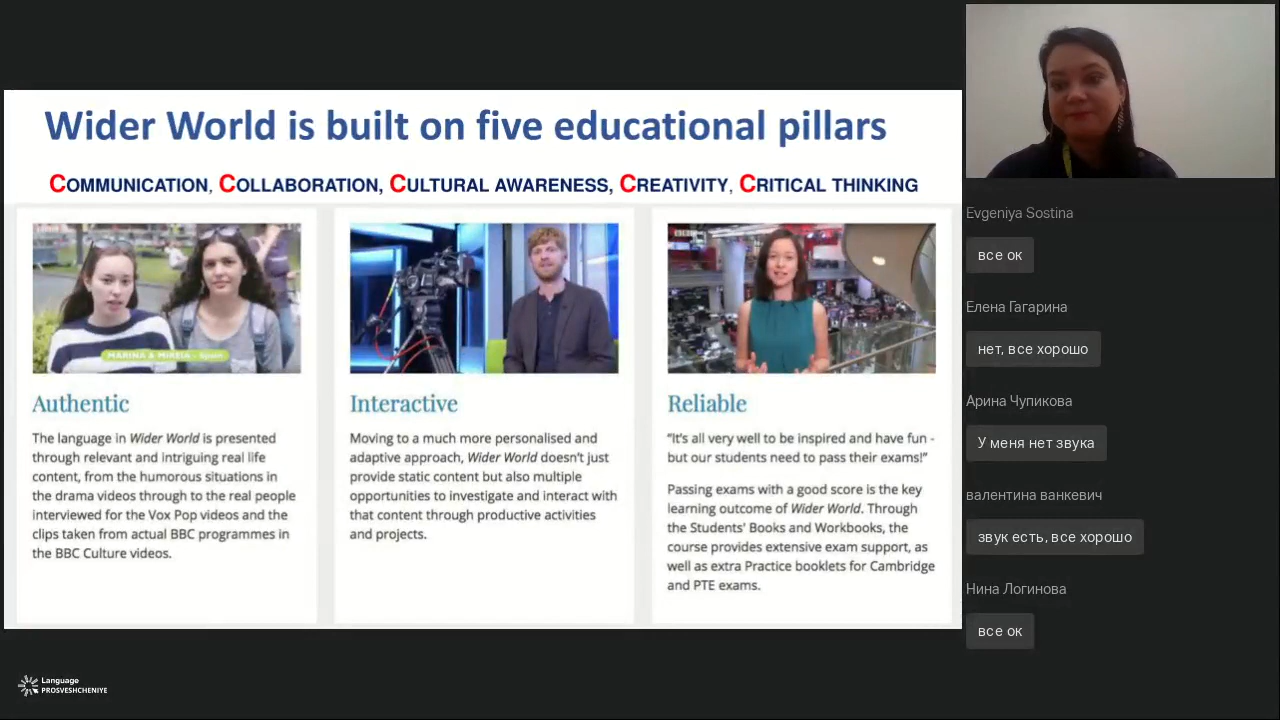 Wider World is built on five educational pillars
COMMUNICATION, COLLABORATION, CULTURAL AWARENESS, CREATIVITY, CRITICAL THINKING
MARINA & MIREIA - Spain
Authentic
The language in Wider World is presented
through relevant and intriguing real life
content, from the humorous situations in
the drama videos through to the real people
interviewed for the Vox Pop videos and the
clips taken from actual BBC programmes in
the BBC Culture videos.
Interactive
Moving to a much more personalised and
adaptive approach, Wider World doesn't just
provide static content but also multiple
opportunities to investigate and interact with
that content through productive activities
and projects.
BBC
Reliable
"It's all very well to be inspired and have fun -
but our students need to pass their exams!"
Passing exams with a good score is the key
learning outcome of Wider World. Through
the Students' Books and Workbooks, the
course provides extensive exam support, as
well as extra Practice booklets for Cambridge
and PTE exams.
Evgeniya Sostina
все ок
Елена Гагарина
нет, все хорошо
Арина Чупикова
У меня нет звука
валентина ванкевич
звук есть, все хорошо
Нина Логинова
все ок
Language
PROSVESHCHENIYE